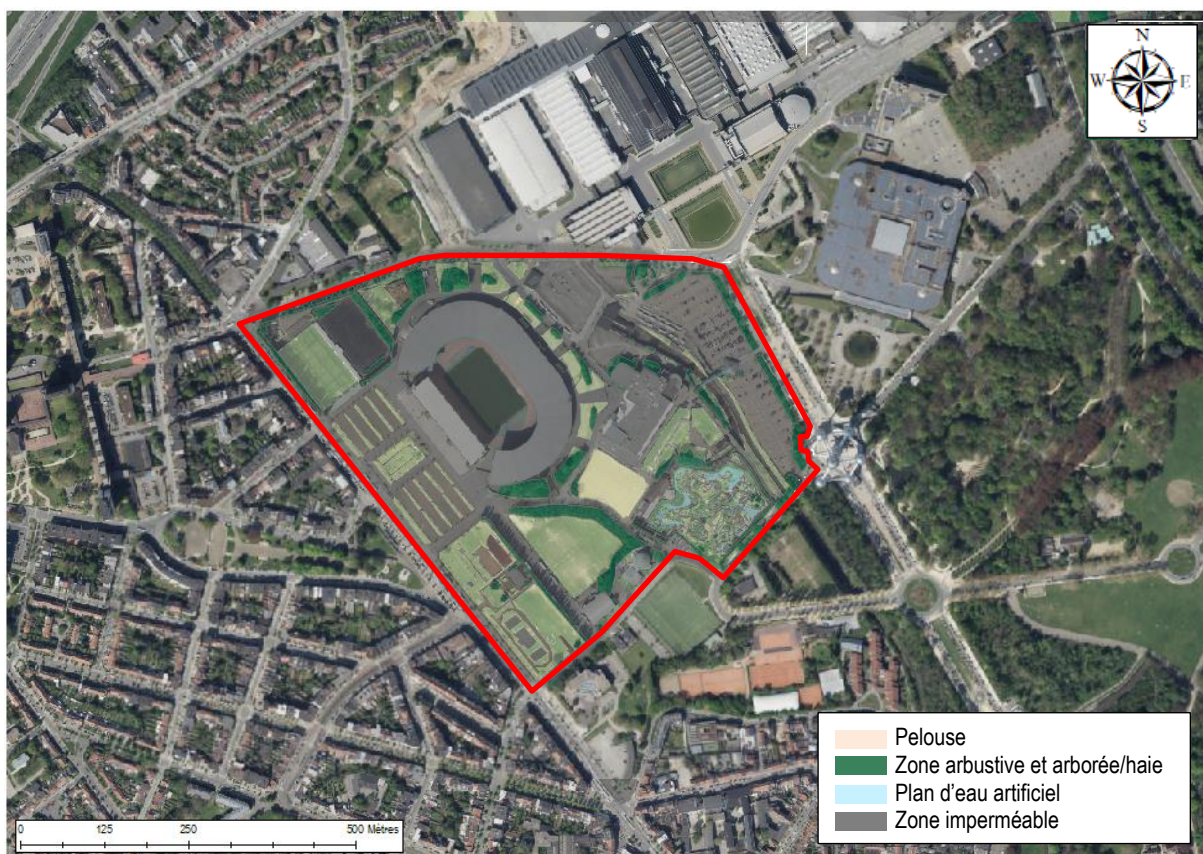 N
W E
S
Pelouse
Zone arbustive et arborée/haie
Plan d'eau artificiel
Zone imperméable
0 125 250 500 Mètres